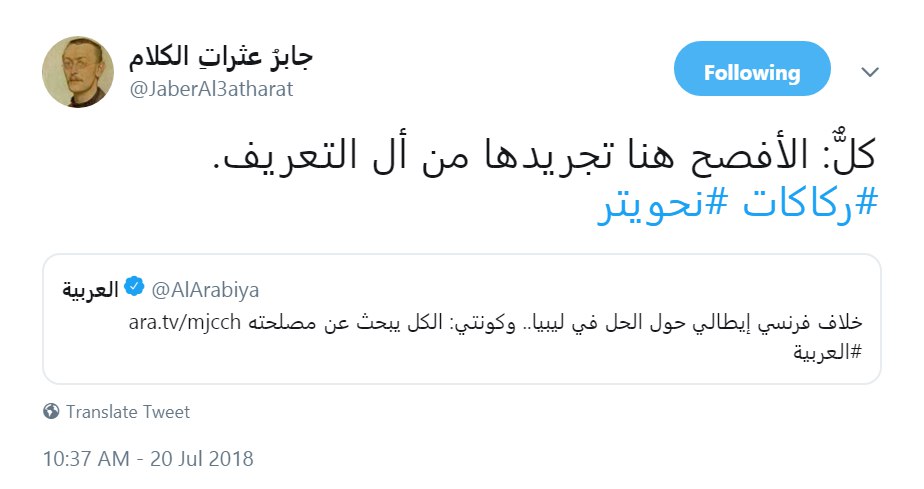 جابرُ عثراتِ الكلام
@JaberAl3atharat
Following
كلٌّ: الأفصح هنا تجريدها من أل التعريف.
#ركاكات #نحويتر
العربية @AlArabiya
خلاف فرنسي إيطالي حول الحل في ليبيا.. وكونتي: الكل يبحث عن مصلحته ara.tv/mjcch
#العربية
Translate Tweet
10:37 AM - 20 Jul 2018